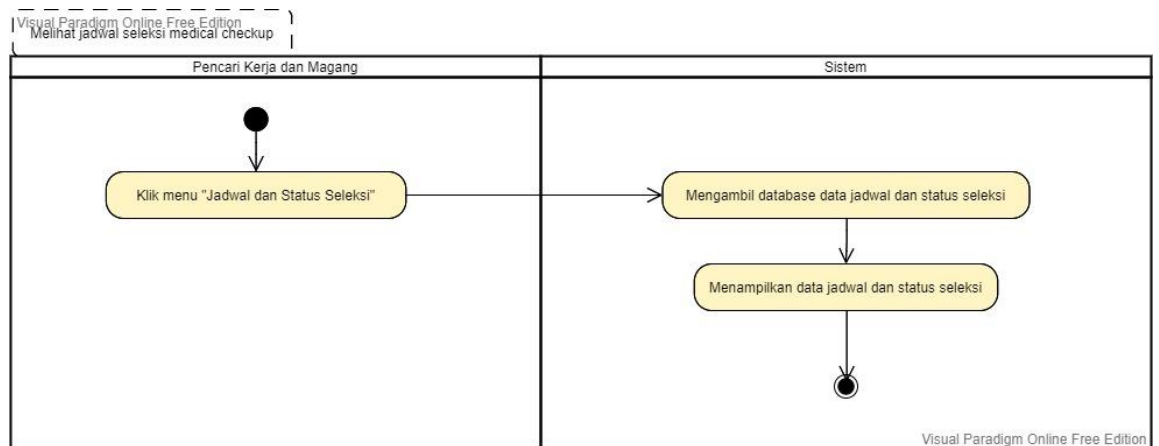 Visual Paradigm Online Free Edition
Melihat jadwal seleksi medical checkup
Pencari Kerja dan Magang
Sistem
Klik menu "Jadwal dan Status Seleksi"
Mengambil database data jadwal dan status seleksi
Menampilkan data jadwal dan status seleksi
Visual Paradigm Online Free Edition